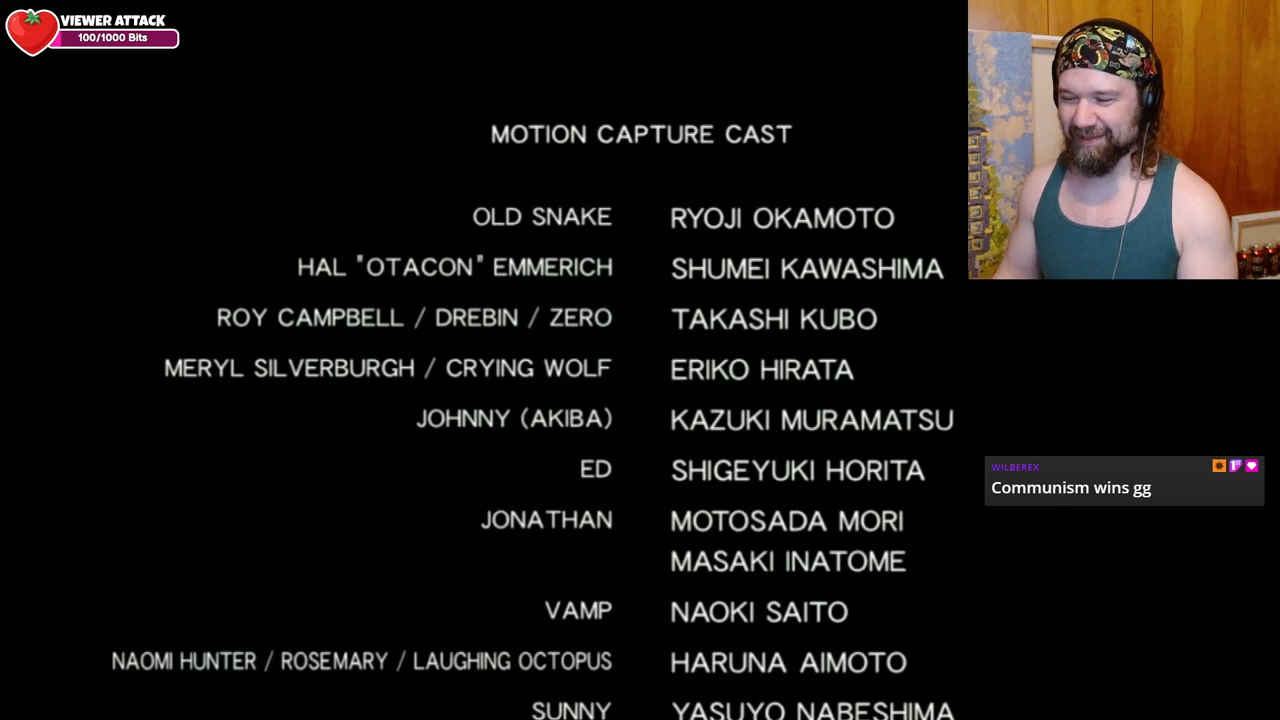 VIEWER ATTACK
100/1000 Bits
MOTION CAPTURE CAST
OLD SNAKE RYOJI OKAMOTO
HAL "OTACON" EMMERICH SHUMEI KAWASHIMA
ROY CAMPBELL / DREBIN / ZERO TAKASHI KUBO
MERYL SILVERBURGH / CRYING WOLF ERIKO HIRATA
JOHNNY (AKIBA) KAZUKI MURAMATSU
ED SHIGEYUKI HORITA
JONATHAN MOTOSADA MORI
MASAKI INATOME
VAMP NAOKI SAITO
NAOMI HUNTER / ROSEMARY / LAUGHING OCTOPUS HARUNA AIMOTO
SUNNY YASUYO NABESHIMA
WILBEREX
Communism wins gg